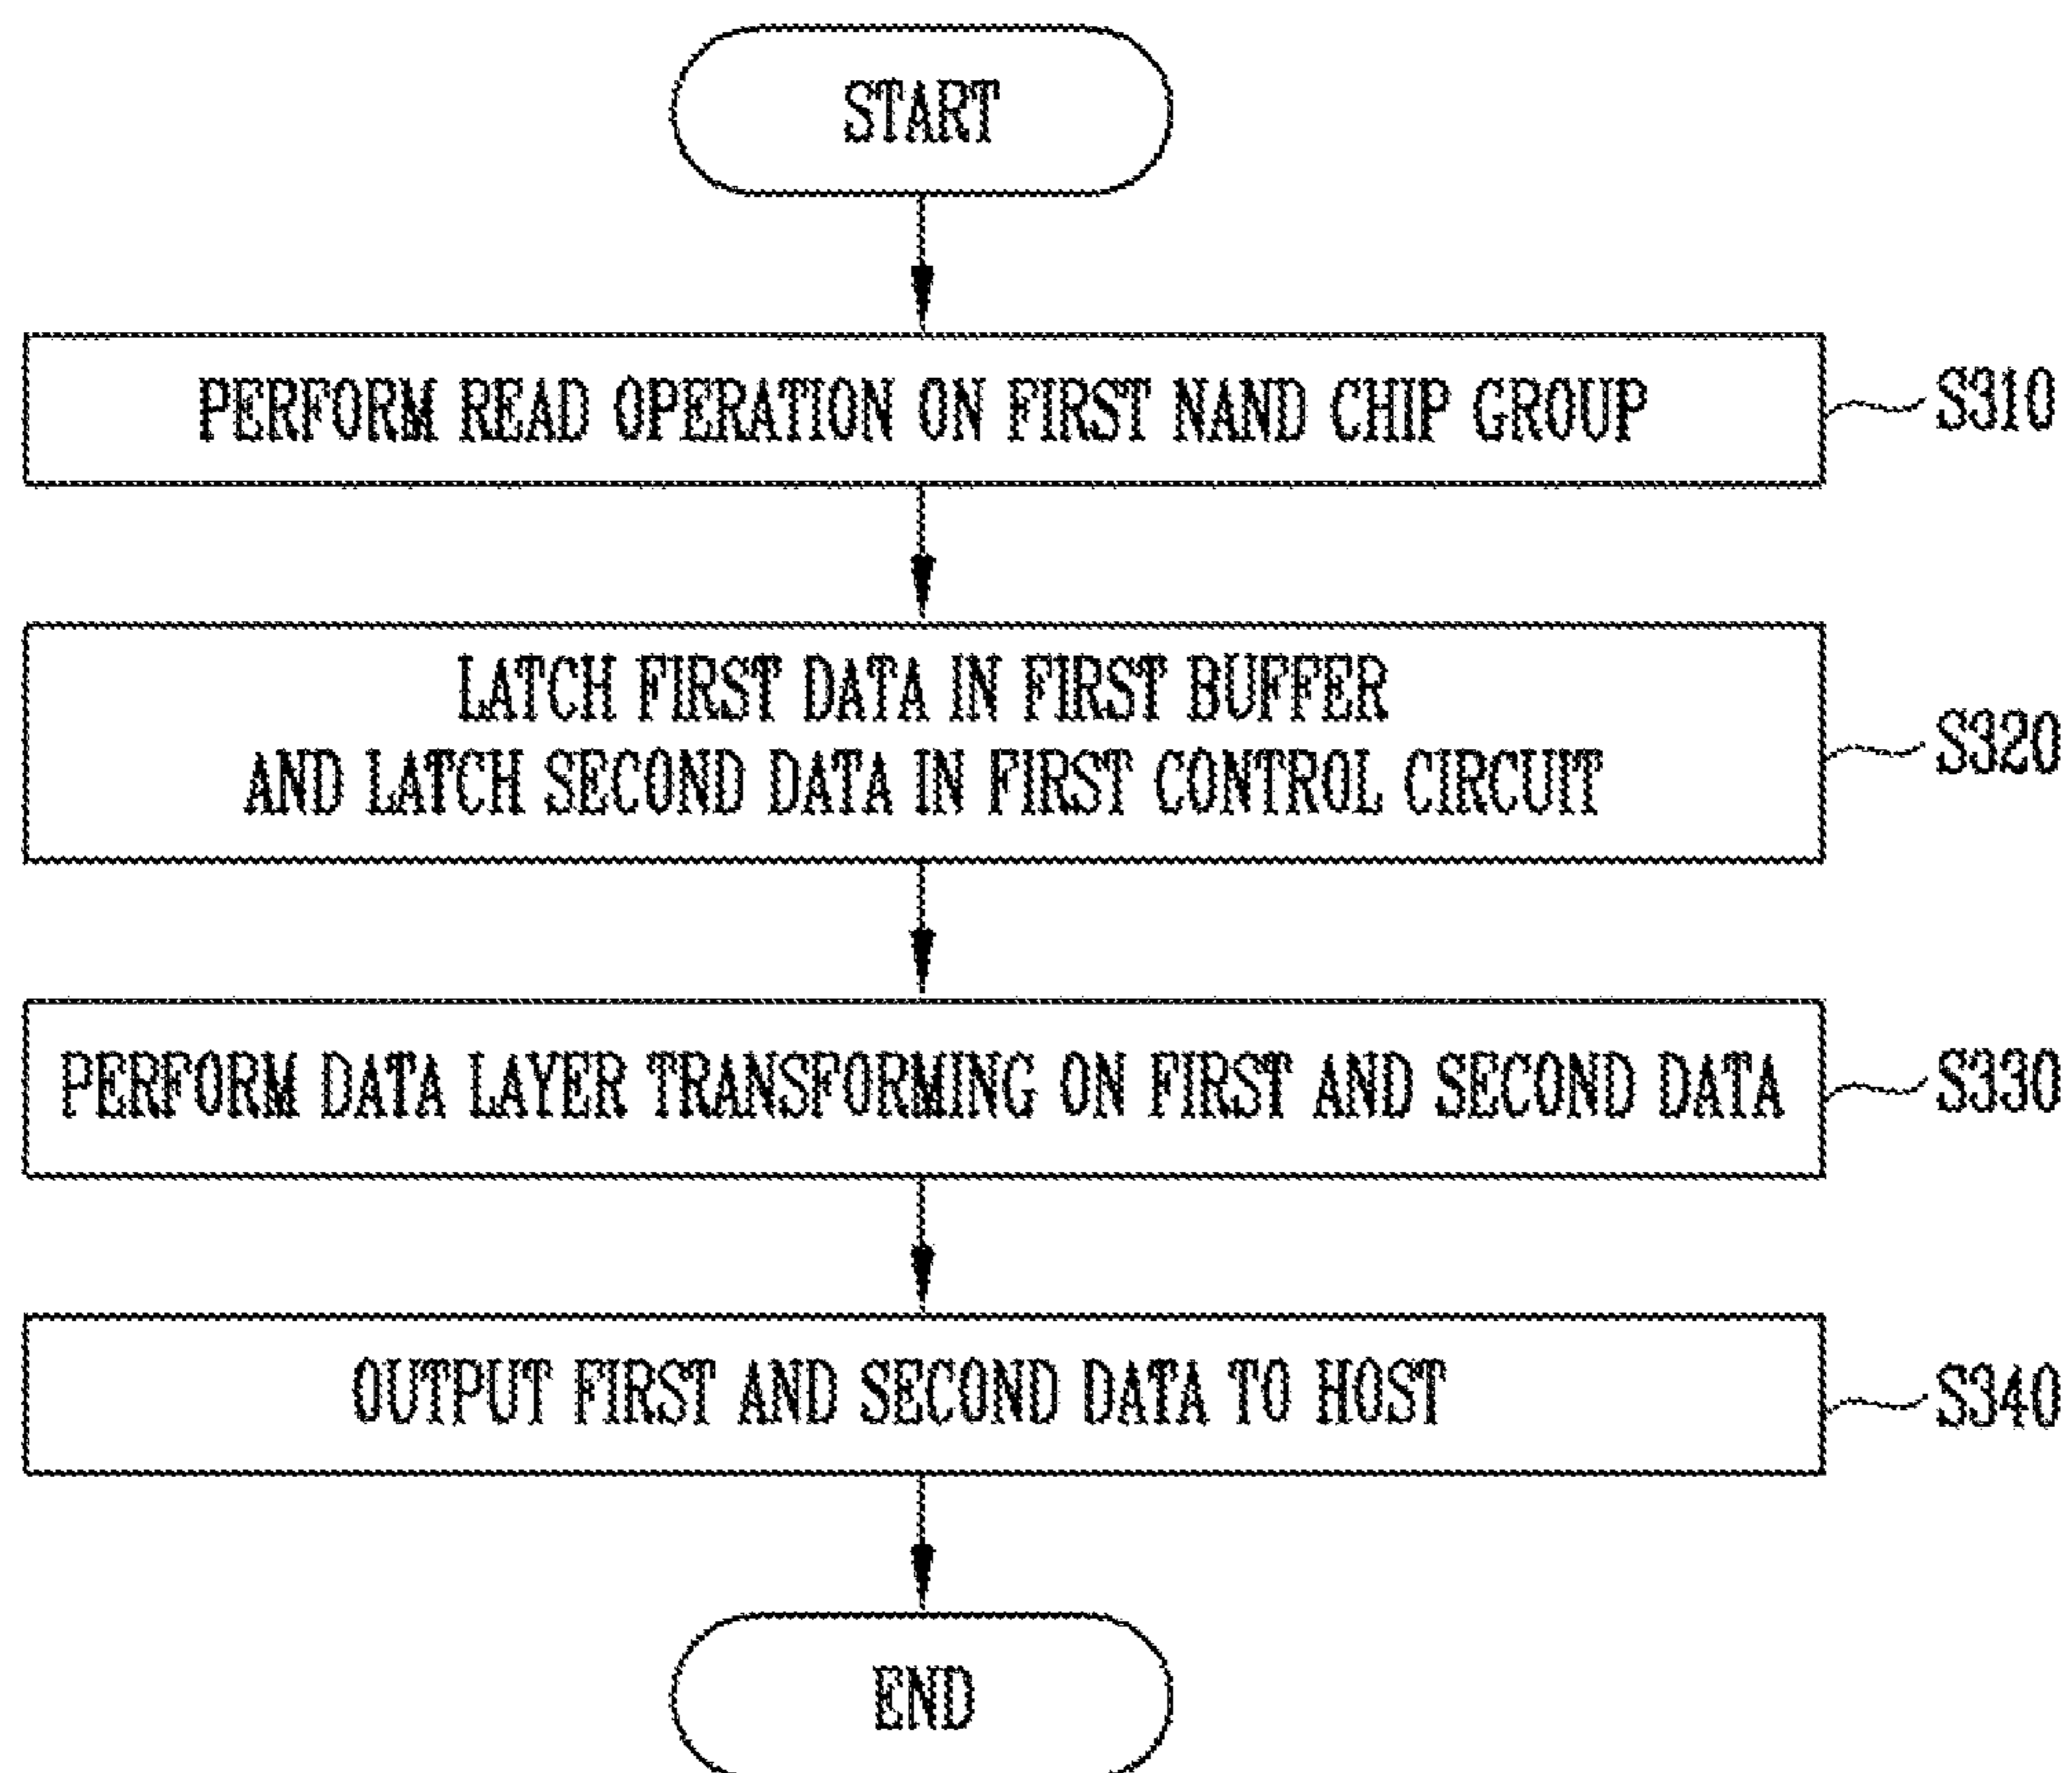 START
PERFORM READ OPERATION ON FIRST NAND CHIP GROUP
S310
LATCH FIRST DATA IN FIRST BUFFER
AND LATCH SECOND DATA IN FIRST CONTROL CIRCUIT
S320
PERFORM DATA LAYER TRANSFORMING ON FIRST AND SECOND DATA
S330
OUTPUT FIRST AND SECOND DATA TO HOST
S340
END